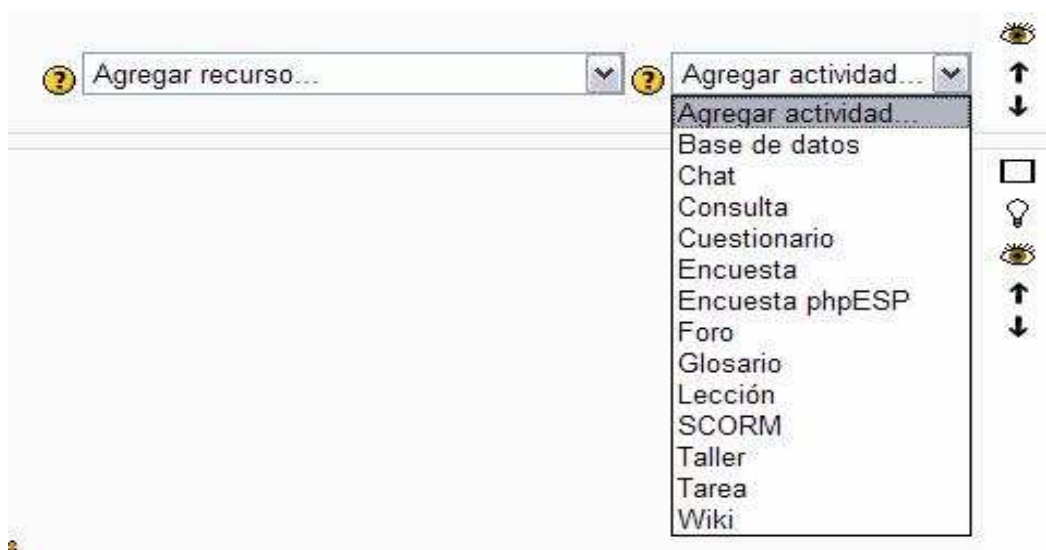 Agregar recurso... Agregar actividad...
Agregar actividad...
Base de datos
Chat
Consulta
Cuestionario
Encuesta
Encuesta phpESP
Foro
Glosario
Lección
SCORM
Taller
Tarea
Wiki